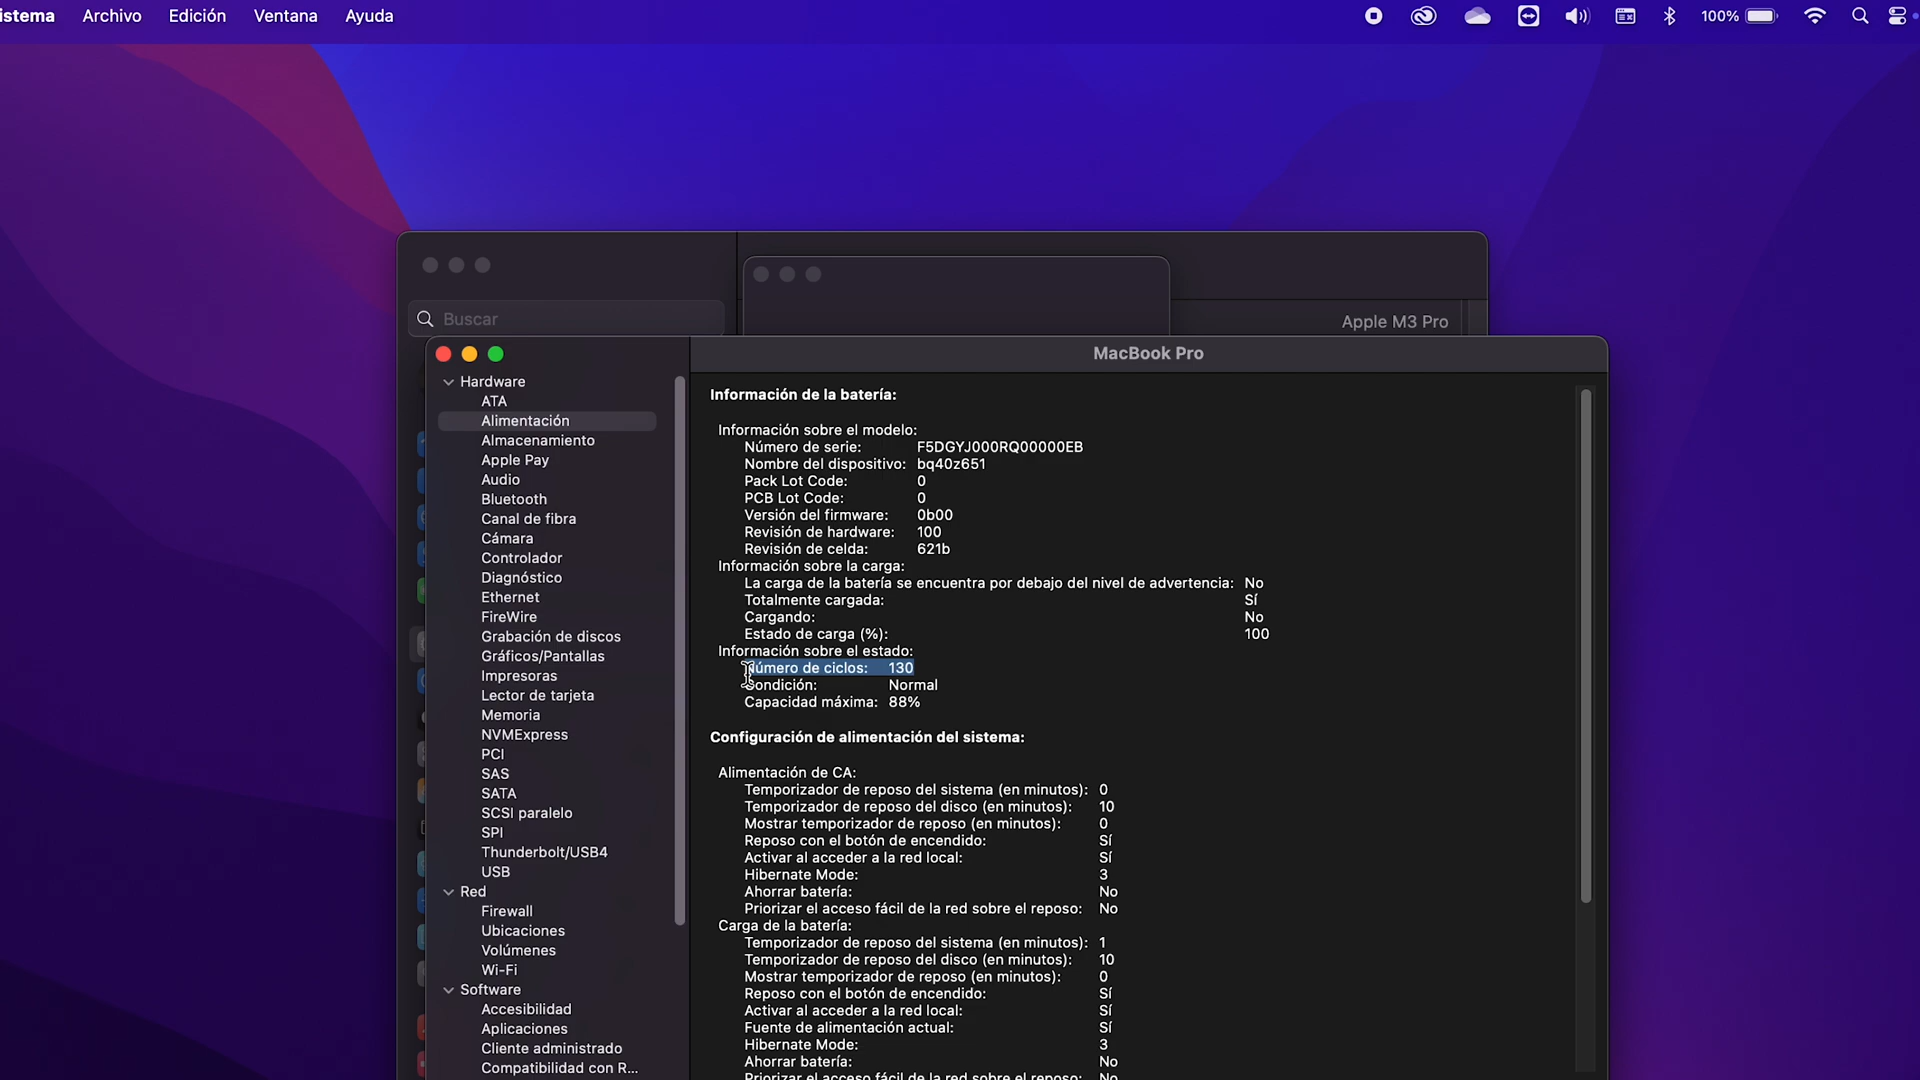 istema Archivo Edición Ventana Ayuda 100%
Buscar
Apple M3 Pro
MacBook Pro
Hardware
ATA
Alimentación
Almacenamiento
Apple Pay
Audio
Bluetooth
Canal de fibra
Cámara
Controlador
Diagnóstico
Ethernet
FireWire
Grabación de discos
Gráficos/Pantallas
Impresoras
Lector de tarjeta
Memoria
NVMExpress
PCI
SAS
SATA
SCSI paralelo
SPI
Thunderbolt/USB4
USB
Red
Firewall
Ubicaciones
Volúmenes
Wi-Fi
Software
Accesibilidad
Aplicaciones
Cliente administrado
Compatibilidad con R...
Información de la batería:
Información sobre el modelo:
Número de serie: F5DGYJ000RQ00000EB
Nombre del dispositivo: bq40z651
Pack Lot Code: 0
PCB Lot Code: 0
Versión del firmware: 0b00
Revisión de hardware: 100
Revisión de celda: 621b
Información sobre la carga:
La carga de la batería se encuentra por debajo del nivel de advertencia: No
Totalmente cargada: Sí
Cargando: No
Estado de carga (%): 100
Información sobre el estado:
Número de ciclos: 130
Condición: Normal
Capacidad máxima: 88%
Configuración de alimentación del sistema:
Alimentación de CA:
Temporizador de reposo del sistema (en minutos): 0
Temporizador de reposo del disco (en minutos): 10
Mostrar temporizador de reposo (en minutos): 0
Reposo con el botón de encendido: Sí
Activar al acceder a la red local: Sí
Hibernate Mode: 3
Ahorrar batería: No
Priorizar el acceso fácil de la red sobre el reposo: No
Carga de la batería:
Temporizador de reposo del sistema (en minutos): 1
Temporizador de reposo del disco (en minutos): 10
Mostrar temporizador de reposo (en minutos): 0
Reposo con el botón de encendido: Sí
Activar al acceder a la red local: Sí
Fuente de alimentación actual: Sí
Hibernate Mode: 3
Ahorrar batería: No
Priorizar el acceso fácil de la red sobre el reposo: No